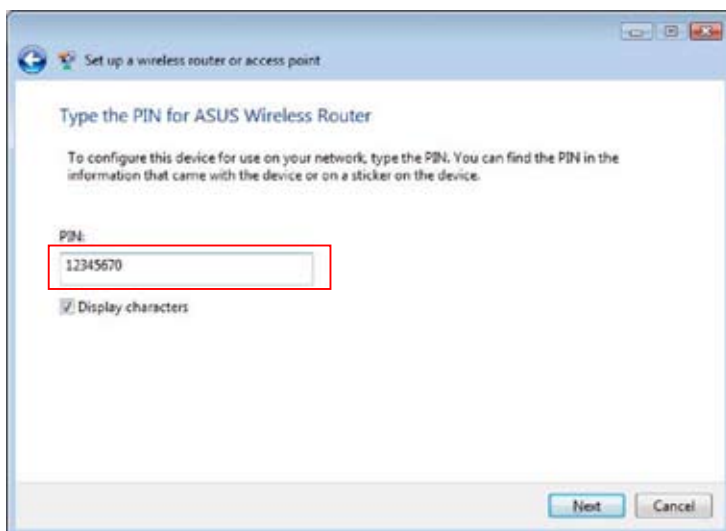 Set up a wireless router or access point
Type the PIN for ASUS Wireless Router
To configure this device for use on your network, type the PIN. You can find the PIN in the
information that came with the device or on a sticker on the device.
PIN:
12345670
Display characters
Next Cancel